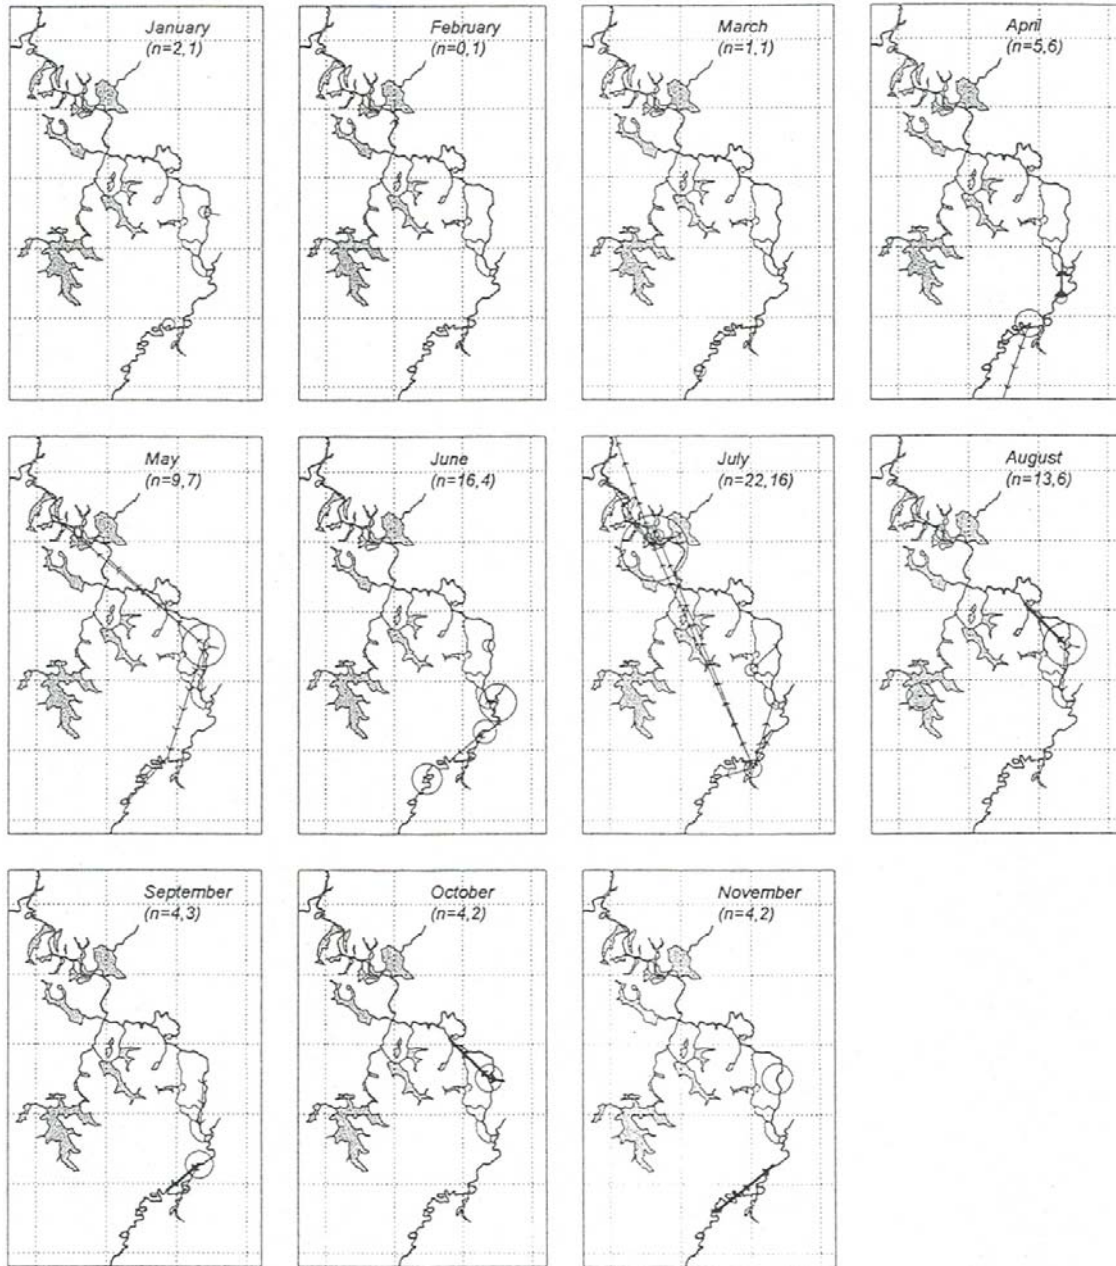 January
(n=2,1)
February
(n=0,1)
March
(n=1,1)
April
(n=5,6)
May
(n=9,7)
June
(n=16,4)
July
(n=22,16)
August
(n=13,6)
September
(n=4,3)
October
(n=4,2)
November
(n=4,2)